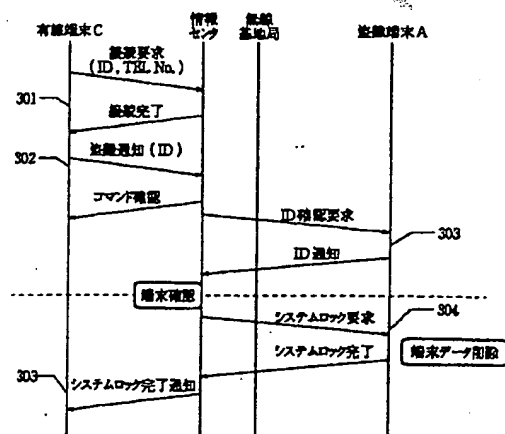 有線端末C
情報
センタ
無線
基地局
盗難端末A
接続要求
(ID, TEL No.)
301
接続完了
302
盗難通知 (ID)
コマンド確認
ID確認要求
303
ID通知
端末確認
システムロック要求
304
システムロック完了
端末データ削除
303
システムロック完了通知